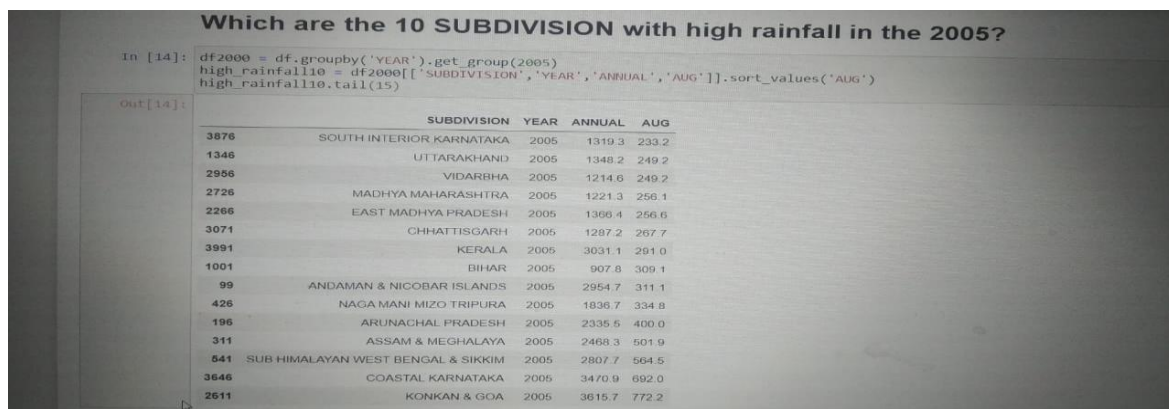 Which are the 10 SUBDIVISION with high rainfall in the 2005?
In [14]: df2000 = df.groupby('YEAR').get_group(2005)
high_rainfall10 = df2000[['SUBDIVISION','YEAR','ANNUAL','AUG']].sort_values('AUG')
high_rainfall10.tail(15)
Out[14]:
SUBDIVISION YEAR ANNUAL AUG
3876 SOUTH INTERIOR KARNATAKA 2005 1319.3 233.2
1346 UTTARAKHAND 2005 1348.2 249.2
2956 VIDARBHA 2005 1214.6 249.2
2726 MADHYA MAHARASHTRA 2005 1221.3 256.1
2266 EAST MADHYA PRADESH 2005 1366.4 256.6
3071 CHHATTISGARH 2005 1287.2 267.7
3991 KERALA 2005 3031.1 291.0
1001 BIHAR 2005 907.8 309.1
99 ANDAMAN & NICOBAR ISLANDS 2005 2954.7 311.1
426 NAGA MANI MIZO TRIPURA 2005 1836.7 334.8
196 ARUNACHAL PRADESH 2005 2335.5 400.0
311 ASSAM & MEGHALAYA 2005 2468.3 501.9
541 SUB HIMALAYAN WEST BENGAL & SIKKIM 2005 2807.7 564.5
3646 COASTAL KARNATAKA 2005 3470.9 692.0
2611 KONKAN & GOA 2005 3615.7 772.2